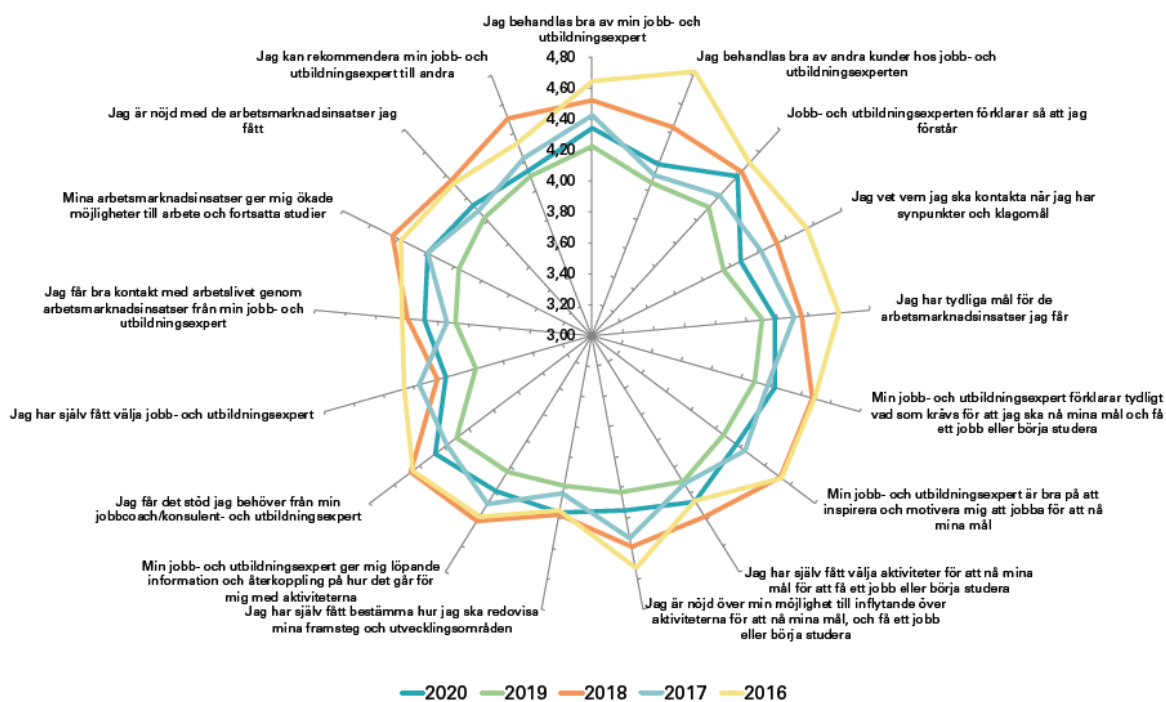 Jag behandlas bra av min jobb- och
utbildningsexpert
Jag behandlas bra av andra kunder hos jobb- och
utbildningsexperten
Jobb- och utbildningsexperten förklarar så att jag
förstår
Jag vet vem jag ska kontakta när jag har
synpunkter och klagomål
Jag har tydliga mål för de
arbetsmarknadsinsatser jag får
Min jobb- och utbildningsexpert förklarar tydligt
vad som krävs för att jag ska nå mina mål och få
ett jobb eller börja studera
Min jobb- och utbildningsexpert är bra på att
inspirera och motivera mig att jobba för att nå
mina mål
Jag har själv fått välja aktiviteter för att nå mina
mål för att få ett jobb eller börja studera
Jag är nöjd över min möjlighet till inflytande över
aktiviteterna för att nå mina mål, och få ett jobb
eller börja studera
Jag har själv fått bestämma hur jag ska redovisa
mina framsteg och utvecklingsområden
Min jobb- och utbildningsexpert ger mig löpande
information och återkoppling på hur det går för
mig med aktiviteterna
Jag får det stöd jag behöver från min
jobbcoach/konsulent- och utbildningsexpert
Jag har själv fått välja jobb- och utbildningsexpert
Jag får bra kontakt med arbetslivet genom
arbetsmarknadsinsatser från min jobb- och
utbildningsexpert
Mina arbetsmarknadsinsatser ger mig ökade
möjligheter till arbete och fortsatta studier
Jag är nöjd med de arbetsmarknadsinsatser jag
fått
Jag kan rekommendera min jobb- och
utbildningsexpert till andra
4,80
4,60
4,40
4,20
4,00
3,80
3,60
3,40
3,20
3,00
2020 2019 2018 2017 2016